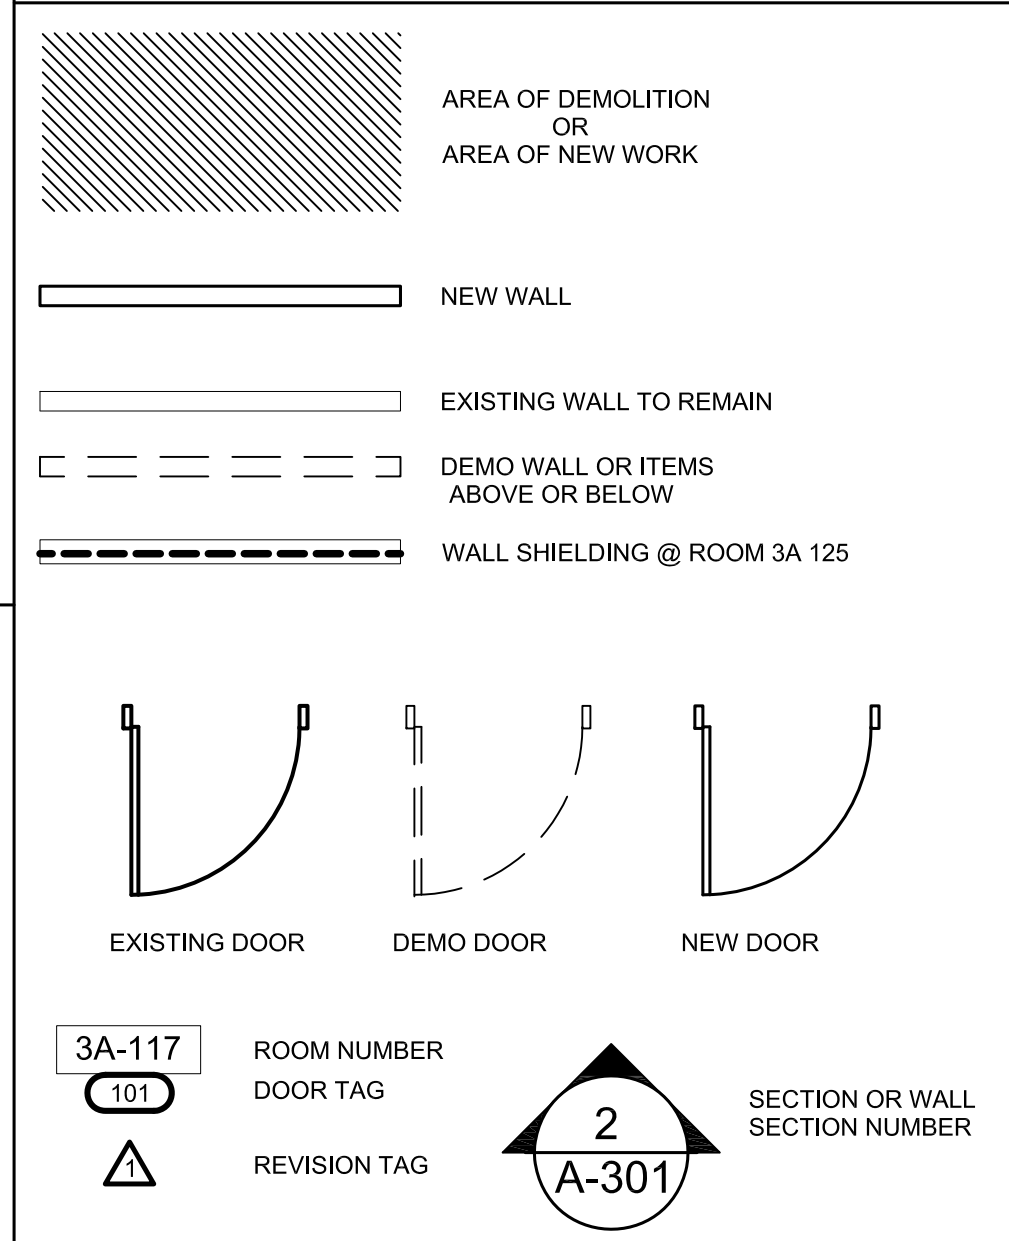 AREA OF DEMOLITION
OR
AREA OF NEW WORK
NEW WALL
EXISTING WALL TO REMAIN
DEMO WALL OR ITEMS
ABOVE OR BELOW
WALL SHIELDING @ ROOM 3A 125
EXISTING DOOR
DEMO DOOR
NEW DOOR
3A-117
ROOM NUMBER
101
DOOR TAG
1
REVISION TAG
2
A-301
SECTION OR WALL
SECTION NUMBER